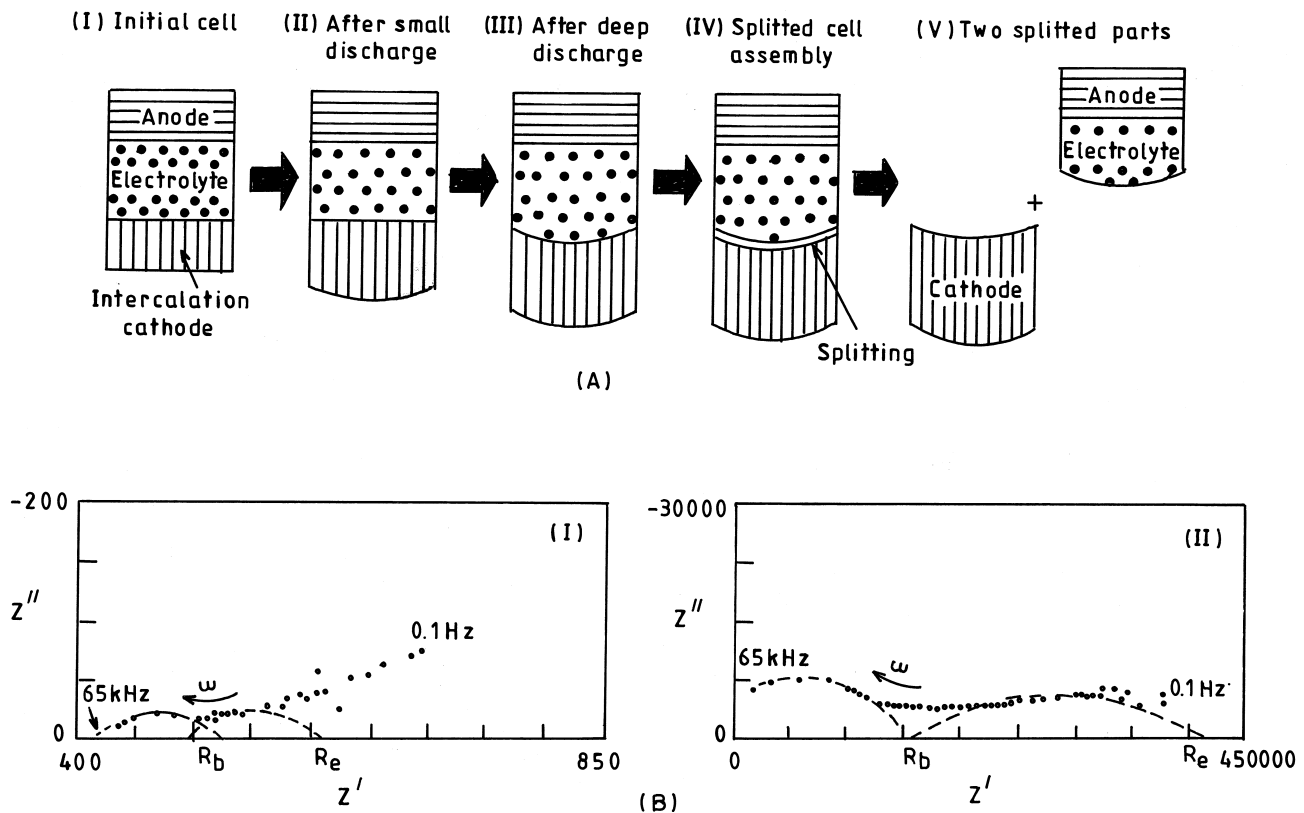 (I) Initial cell
(II) After small
discharge
(III) After deep
discharge
(IV) Splitted cell
assembly
(V) Two splitted parts
Anode
Electrolyte
Intercalation
cathode
Splitting
Anode
Electrolyte
+
Cathode
(A)
-200
(I)
Z″
0.1Hz
65kHz
ω
0
400
Rb
Re
850
Z′
-30000
(II)
Z″
65kHz
ω
0.1Hz
0
0
Rb
Re
450000
Z′
(B)